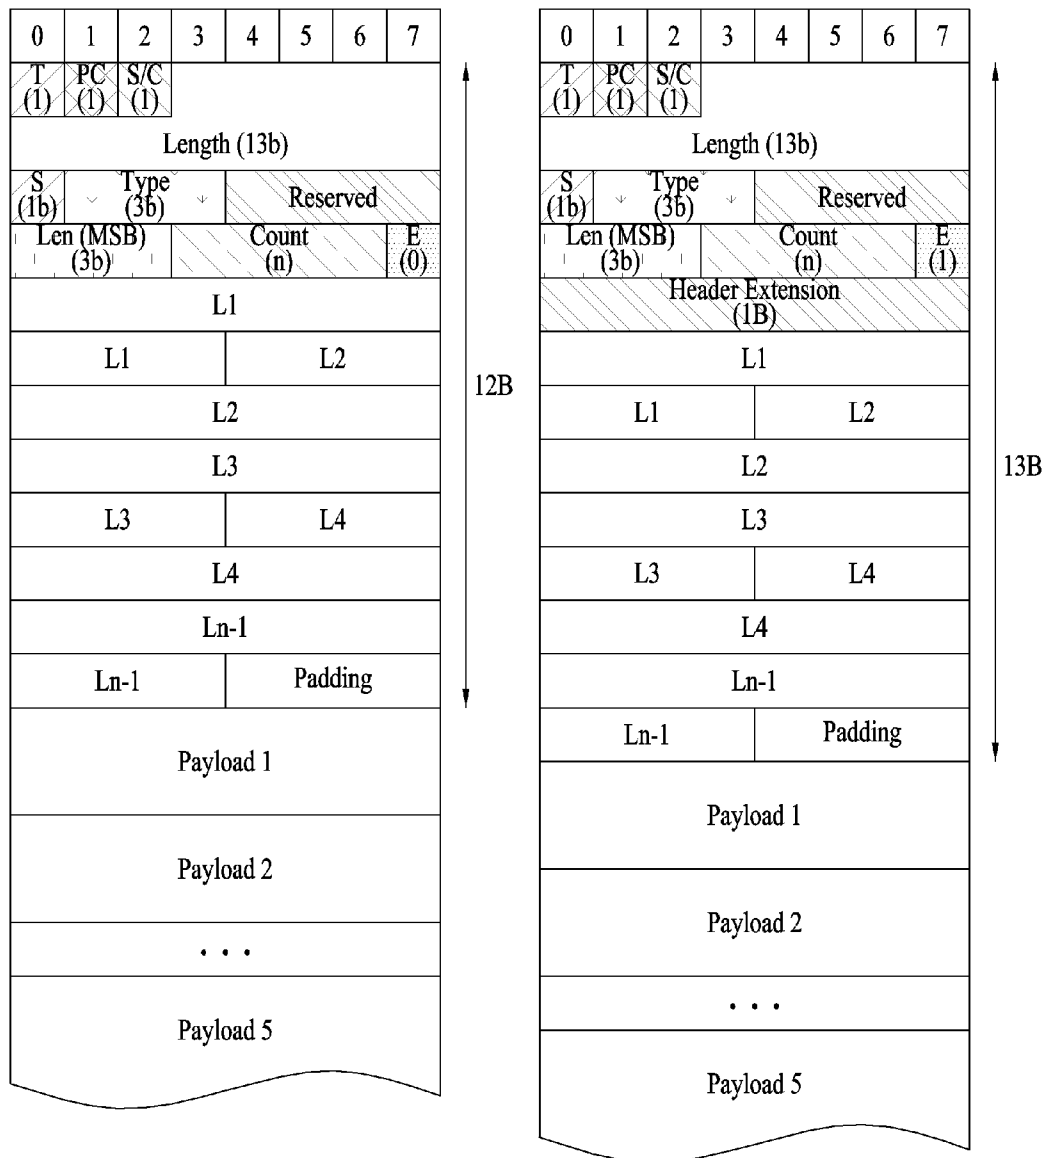 0 1 2 3 4 5 6 7
T PC S/C
(1) (1) (1)
Length (13b)
S Type Reserved
(1b) (3b)
Len (MSB) Count E
(3b) (n) (0)
L1
L1 L2
L2
L3
L3 L4
L4
Ln-1
Ln-1 Padding
Payload 1
Payload 2
. . .
Payload 5
12B
0 1 2 3 4 5 6 7
T PC S/C
(1) (1) (1)
Length (13b)
S Type Reserved
(1b) (3b)
Len (MSB) Count E
(3b) (n) (1)
Header Extension
(1B)
L1
L1 L2
L2
L3
L3 L4
L4
Ln-1
Ln-1 Padding
Payload 1
Payload 2
. . .
Payload 5
13B